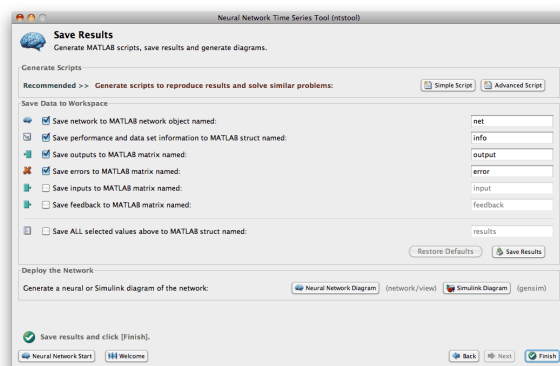 Neural Network Time Series Tool (ntstool)
Save Results
Generate MATLAB scripts, save results and generate diagrams.
Generate Scripts
Recommended >> Generate scripts to reproduce results and solve similar problems: Simple Script Advanced Script
Save Data to Workspace
Save network to MATLAB network object named: net
Save performance and data set information to MATLAB struct named: info
Save outputs to MATLAB matrix named: output
Save errors to MATLAB matrix named: error
Save inputs to MATLAB matrix named: input
Save feedback to MATLAB matrix named: feedback
Save ALL selected values above to MATLAB struct named: results
Restore Defaults Save Results
Deploy the Network
Generate a neural or Simulink diagram of the network: Neural Network Diagram (network/view) Simulink Diagram (gensim)
Save results and click [Finish].
Neural Network Start Welcome Back Next Finish